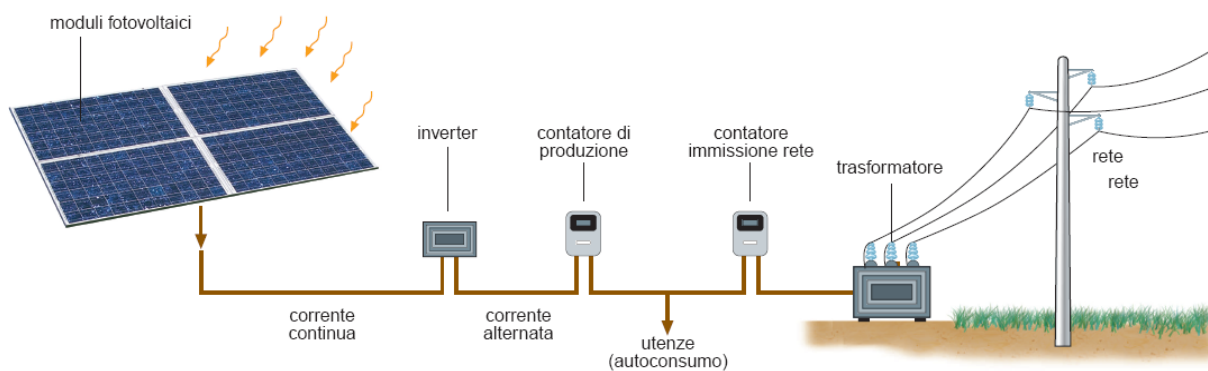 moduli fotovoltaici
inverter
contatore di
produzione
contatore
immissione rete
trasformatore
rete
rete
corrente
continua
corrente
alternata
utenze
(autoconsumo)